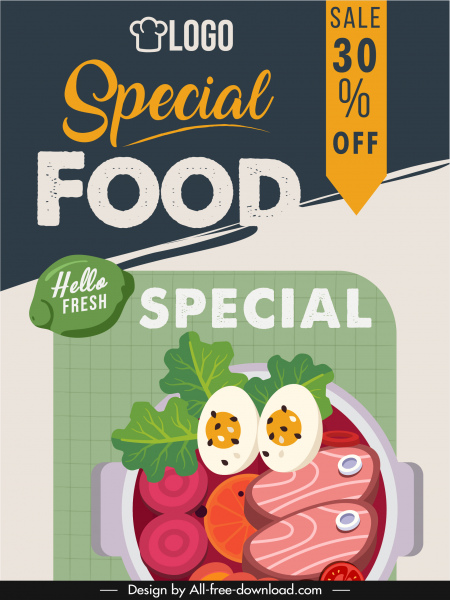 LOGO
Special
FOOD
SALE
30
%
OFF
Hello
FRESH
SPECIAL
Design by All-free-download.com